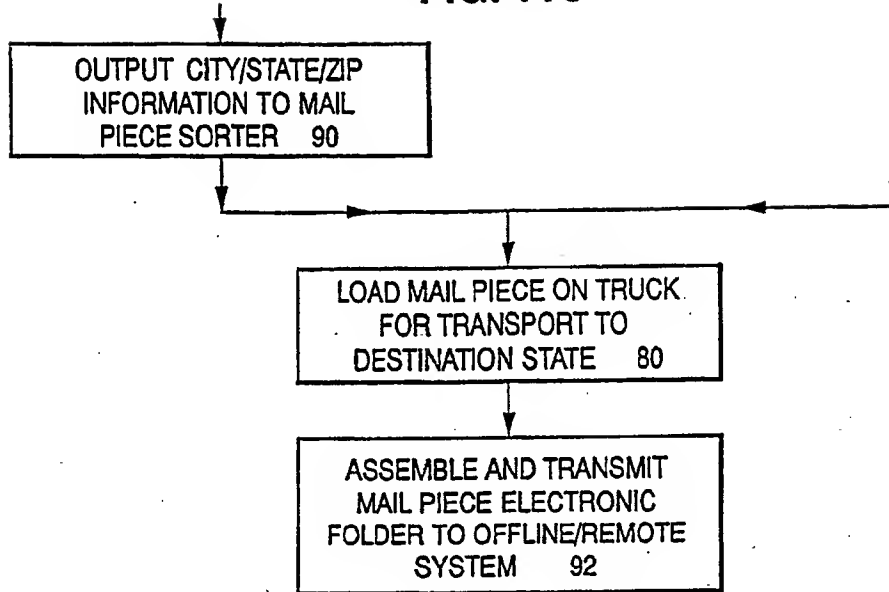 OUTPUT CITY/STATE/ZIP
INFORMATION TO MAIL
PIECE SORTER 90
LOAD MAIL PIECE ON TRUCK
FOR TRANSPORT TO
DESTINATION STATE 80
ASSEMBLE AND TRANSMIT
MAIL PIECE ELECTRONIC
FOLDER TO OFFLINE/REMOTE
SYSTEM 92